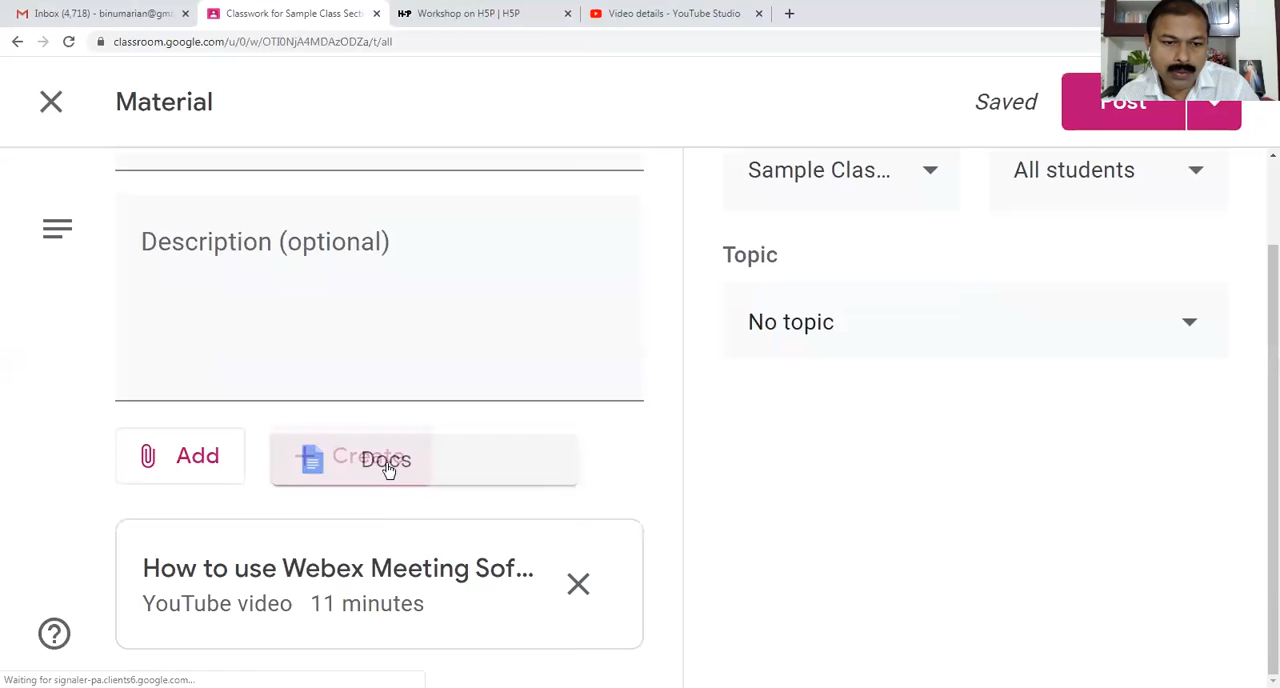 Inbox (4,718) - binumarian@gma
Classwork for Sample Class Secti
H-P Workshop on H5P | H5P
Video details - YouTube Studio
classroom.google.com/u/0/w/OTI0NjA4MDAzODZa/t/all
Material
Saved
Post
Sample Clas...
All students
Description (optional)
Topic
No topic
Add
Create
Docs
How to use Webex Meeting Sof...
YouTube video 11 minutes
Waiting for signaler-pa.clients6.google.com...